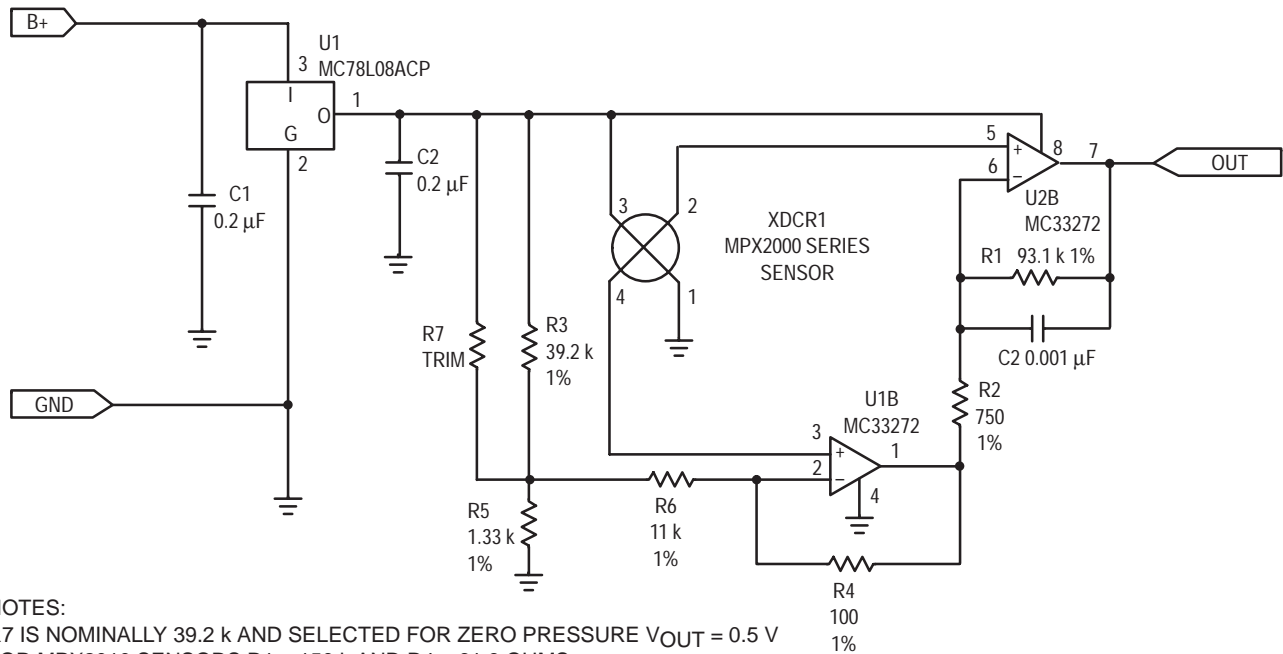 B+
U1
MC78L08ACP
3
I
O
G
1
2
C1
0.2 µF
C2
0.2 µF
GND
R7
TRIM
R3
39.2 k
1%
R5
1.33 k
1%
R6
11 k
1%
3
2
4
1
XDCR1
MPX2000 SERIES
SENSOR
5
6
+
−
8
7
OUT
U2B
MC33272
R1 93.1 k 1%
C2 0.001 µF
R2
750
1%
U1B
MC33272
3
2
+
−
1
4
R4
100
1%
NOTES:
R7 IS NOMINALLY 39.2 k AND SELECTED FOR ZERO PRESSURE VOUT = 0.5 V